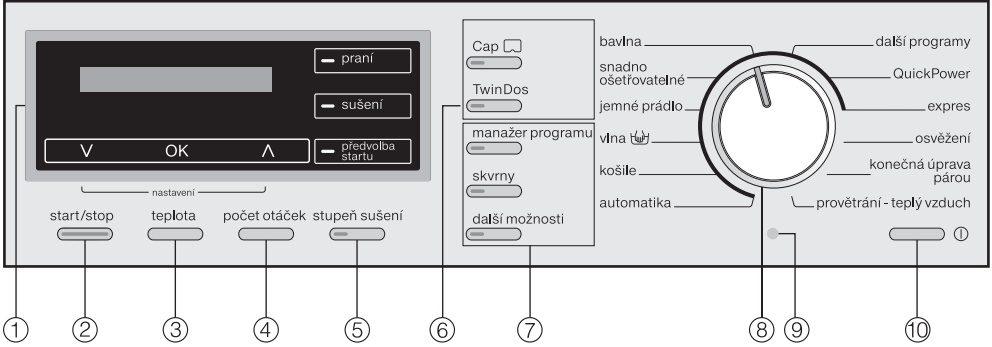 praní
sušení
předvolba
startu
V OK Λ
nastavení
start/stop
teplota
počet otáček
stupeň sušení
Cap
TwinDos
manažer programu
skvrny
další možnosti
bavlna
snadno
ošetřovatelné
jemné prádlo
vlna
košile
automatika
další programy
QuickPower
expres
osvěžení
konečná úprava
párou
provětrání - teplý vzduch
1
2
3
4
5
6
7
8
9
10